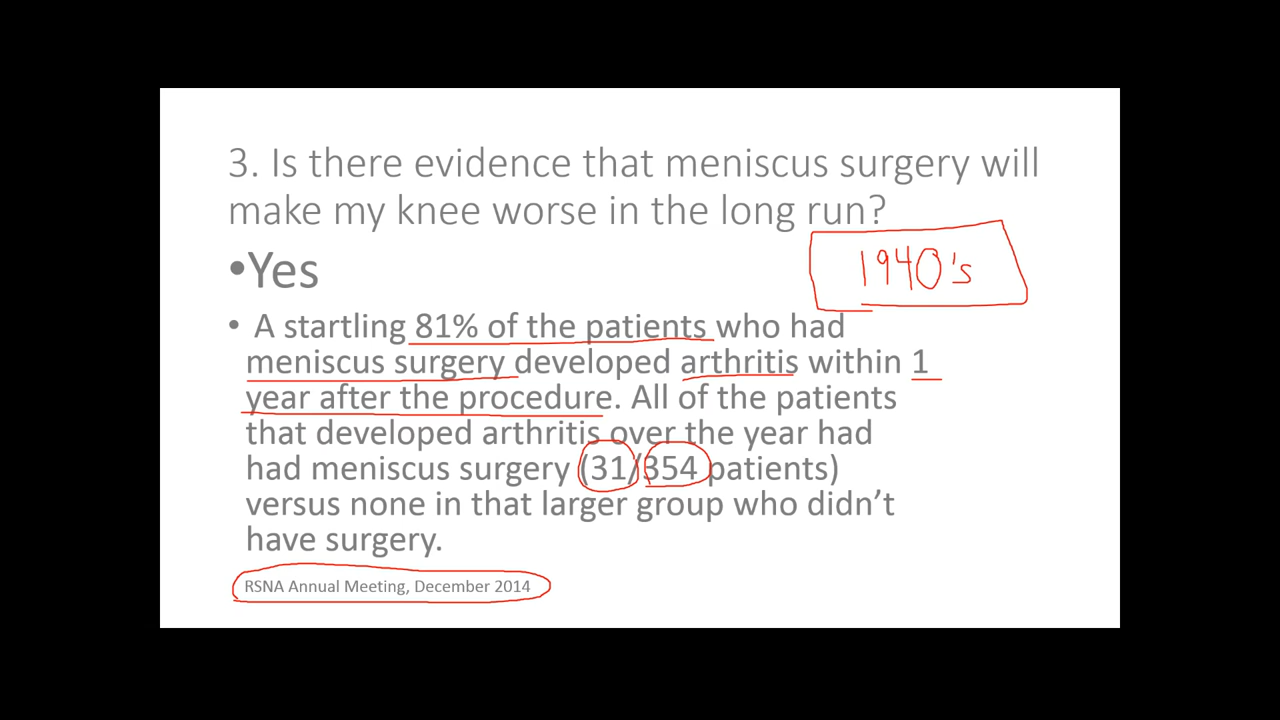 3. Is there evidence that meniscus surgery will
make my knee worse in the long run?
•Yes
1940's
• A startling 81% of the patients who had
meniscus surgery developed arthritis within 1
year after the procedure. All of the patients
that developed arthritis over the year had
had meniscus surgery (31/354 patients)
versus none in that larger group who didn’t
have surgery.
RSNA Annual Meeting, December 2014